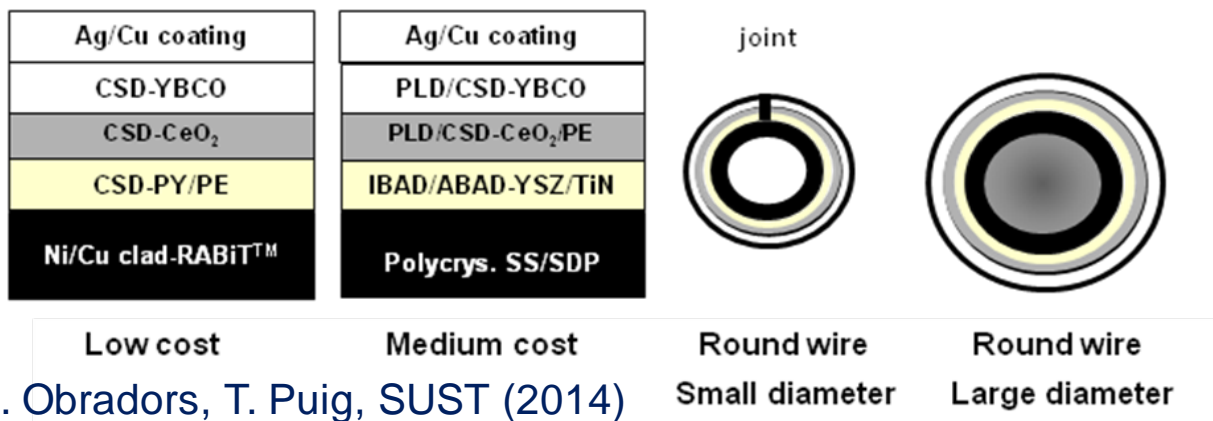 Ag/Cu coating
CSD-YBCO
CSD-CeO₂
CSD-PY/PE
Ni/Cu clad-RABiT™
Low cost
Ag/Cu coating
PLD/CSD-YBCO
PLD/CSD-CeO₂/PE
IBAD/ABAD-YSZ/TiN
Polycrys. SS/SDP
Medium cost
joint
Round wire
Small diameter
Round wire
Large diameter
. Obradors, T. Puig, SUST (2014)